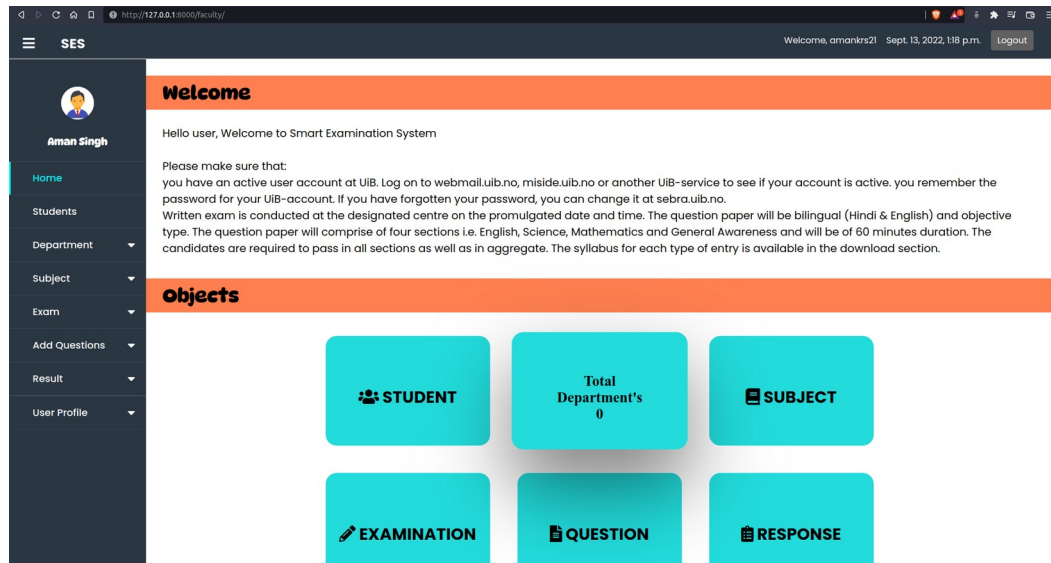 http://127.0.0.1:8000/faculty/
SES
Welcome, amankrs21 Sept. 13, 2022, 1:18 p.m. Logout
Aman Singh
Home
Students
Department
Subject
Exam
Add Questions
Result
User Profile
Welcome
Hello user, Welcome to Smart Examination System
Please make sure that:
you have an active user account at UiB. Log on to webmail.uib.no, miside.uib.no or another UiB-service to see if your account is active. you remember the
password for your UiB-account. If you have forgotten your password, you can change it at sebra.uib.no.
Written exam is conducted at the designated centre on the promulgated date and time. The question paper will be bilingual (Hindi & English) and objective
type. The question paper will comprise of four sections i.e. English, Science, Mathematics and General Awareness and will be of 60 minutes duration. The
candidates are required to pass in all sections as well as in aggregate. The syllabus for each type of entry is available in the download section.
Objects
STUDENT
Total
Department's
0
SUBJECT
EXAMINATION
QUESTION
RESPONSE